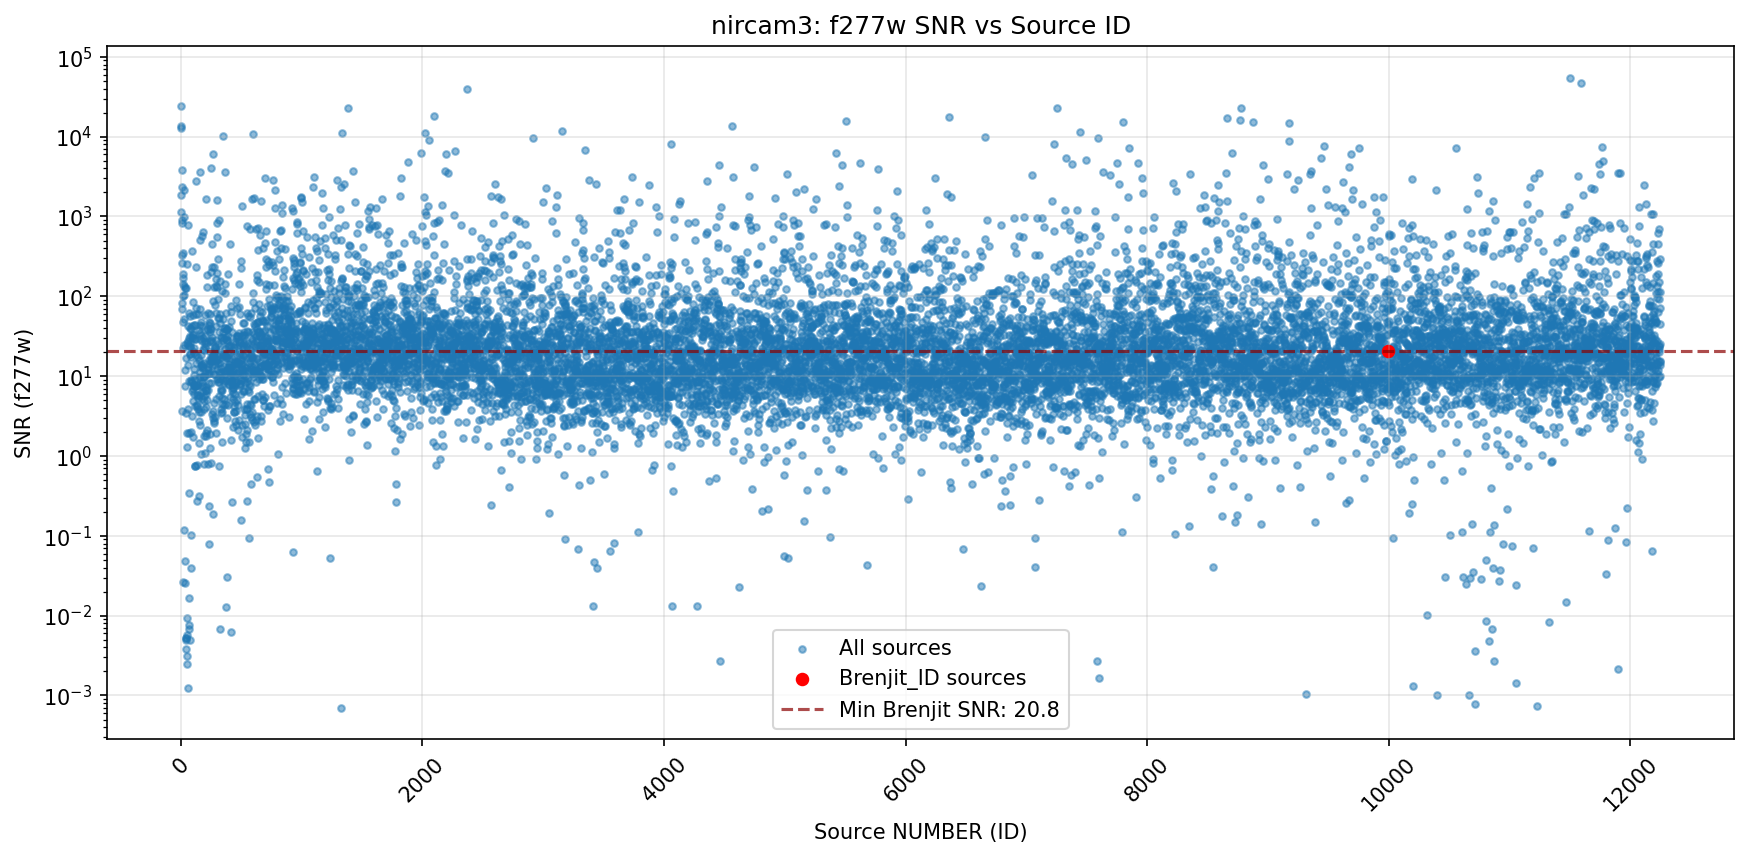 nircam3: f277w SNR vs Source ID
SNR (f277w)
10^5
10^4
10^3
10^2
10^1
10^0
10^-1
10^-2
10^-3
All sources
Brenjit_ID sources
Min Brenjit SNR: 20.8
0
2000
4000
6000
8000
10000
12000
Source NUMBER (ID)